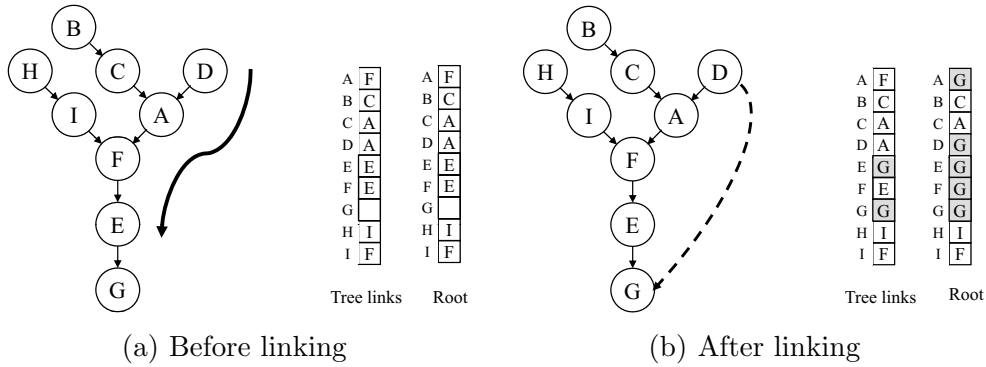 B
H
C
D
I
A
F
E
G
A F
B C
C A
D A
E E
F E
G
H I
I F
Tree links
A F
B C
C A
D A
E E
F E
G
H I
I F
Root
(a) Before linking
B
H
C
D
I
A
F
E
G
A F
B C
C A
D A
E G
F E
G G
H I
I F
Tree links
A G
B C
C A
D G
E G
F G
G G
H I
I F
Root
(b) After linking